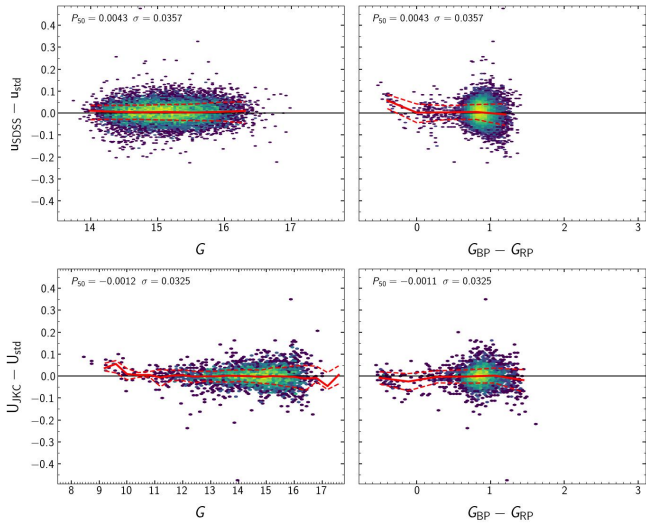 P50 = 0.0043 σ = 0.0357
P50 = 0.0043 σ = 0.0357
0.4
0.3
0.2
0.1
0.0
−0.1
−0.2
−0.3
−0.4
uSDSS − ustd
14 15 16 17
0 1 2 3
G
GBP − GRP
P50 = −0.0012 σ = 0.0325
P50 = −0.0011 σ = 0.0325
0.4
0.3
0.2
0.1
0.0
−0.1
−0.2
−0.3
−0.4
UJKC − Ustd
8 9 10 11 12 13 14 15 16 17
0 1 2 3
G
GBP − GRP